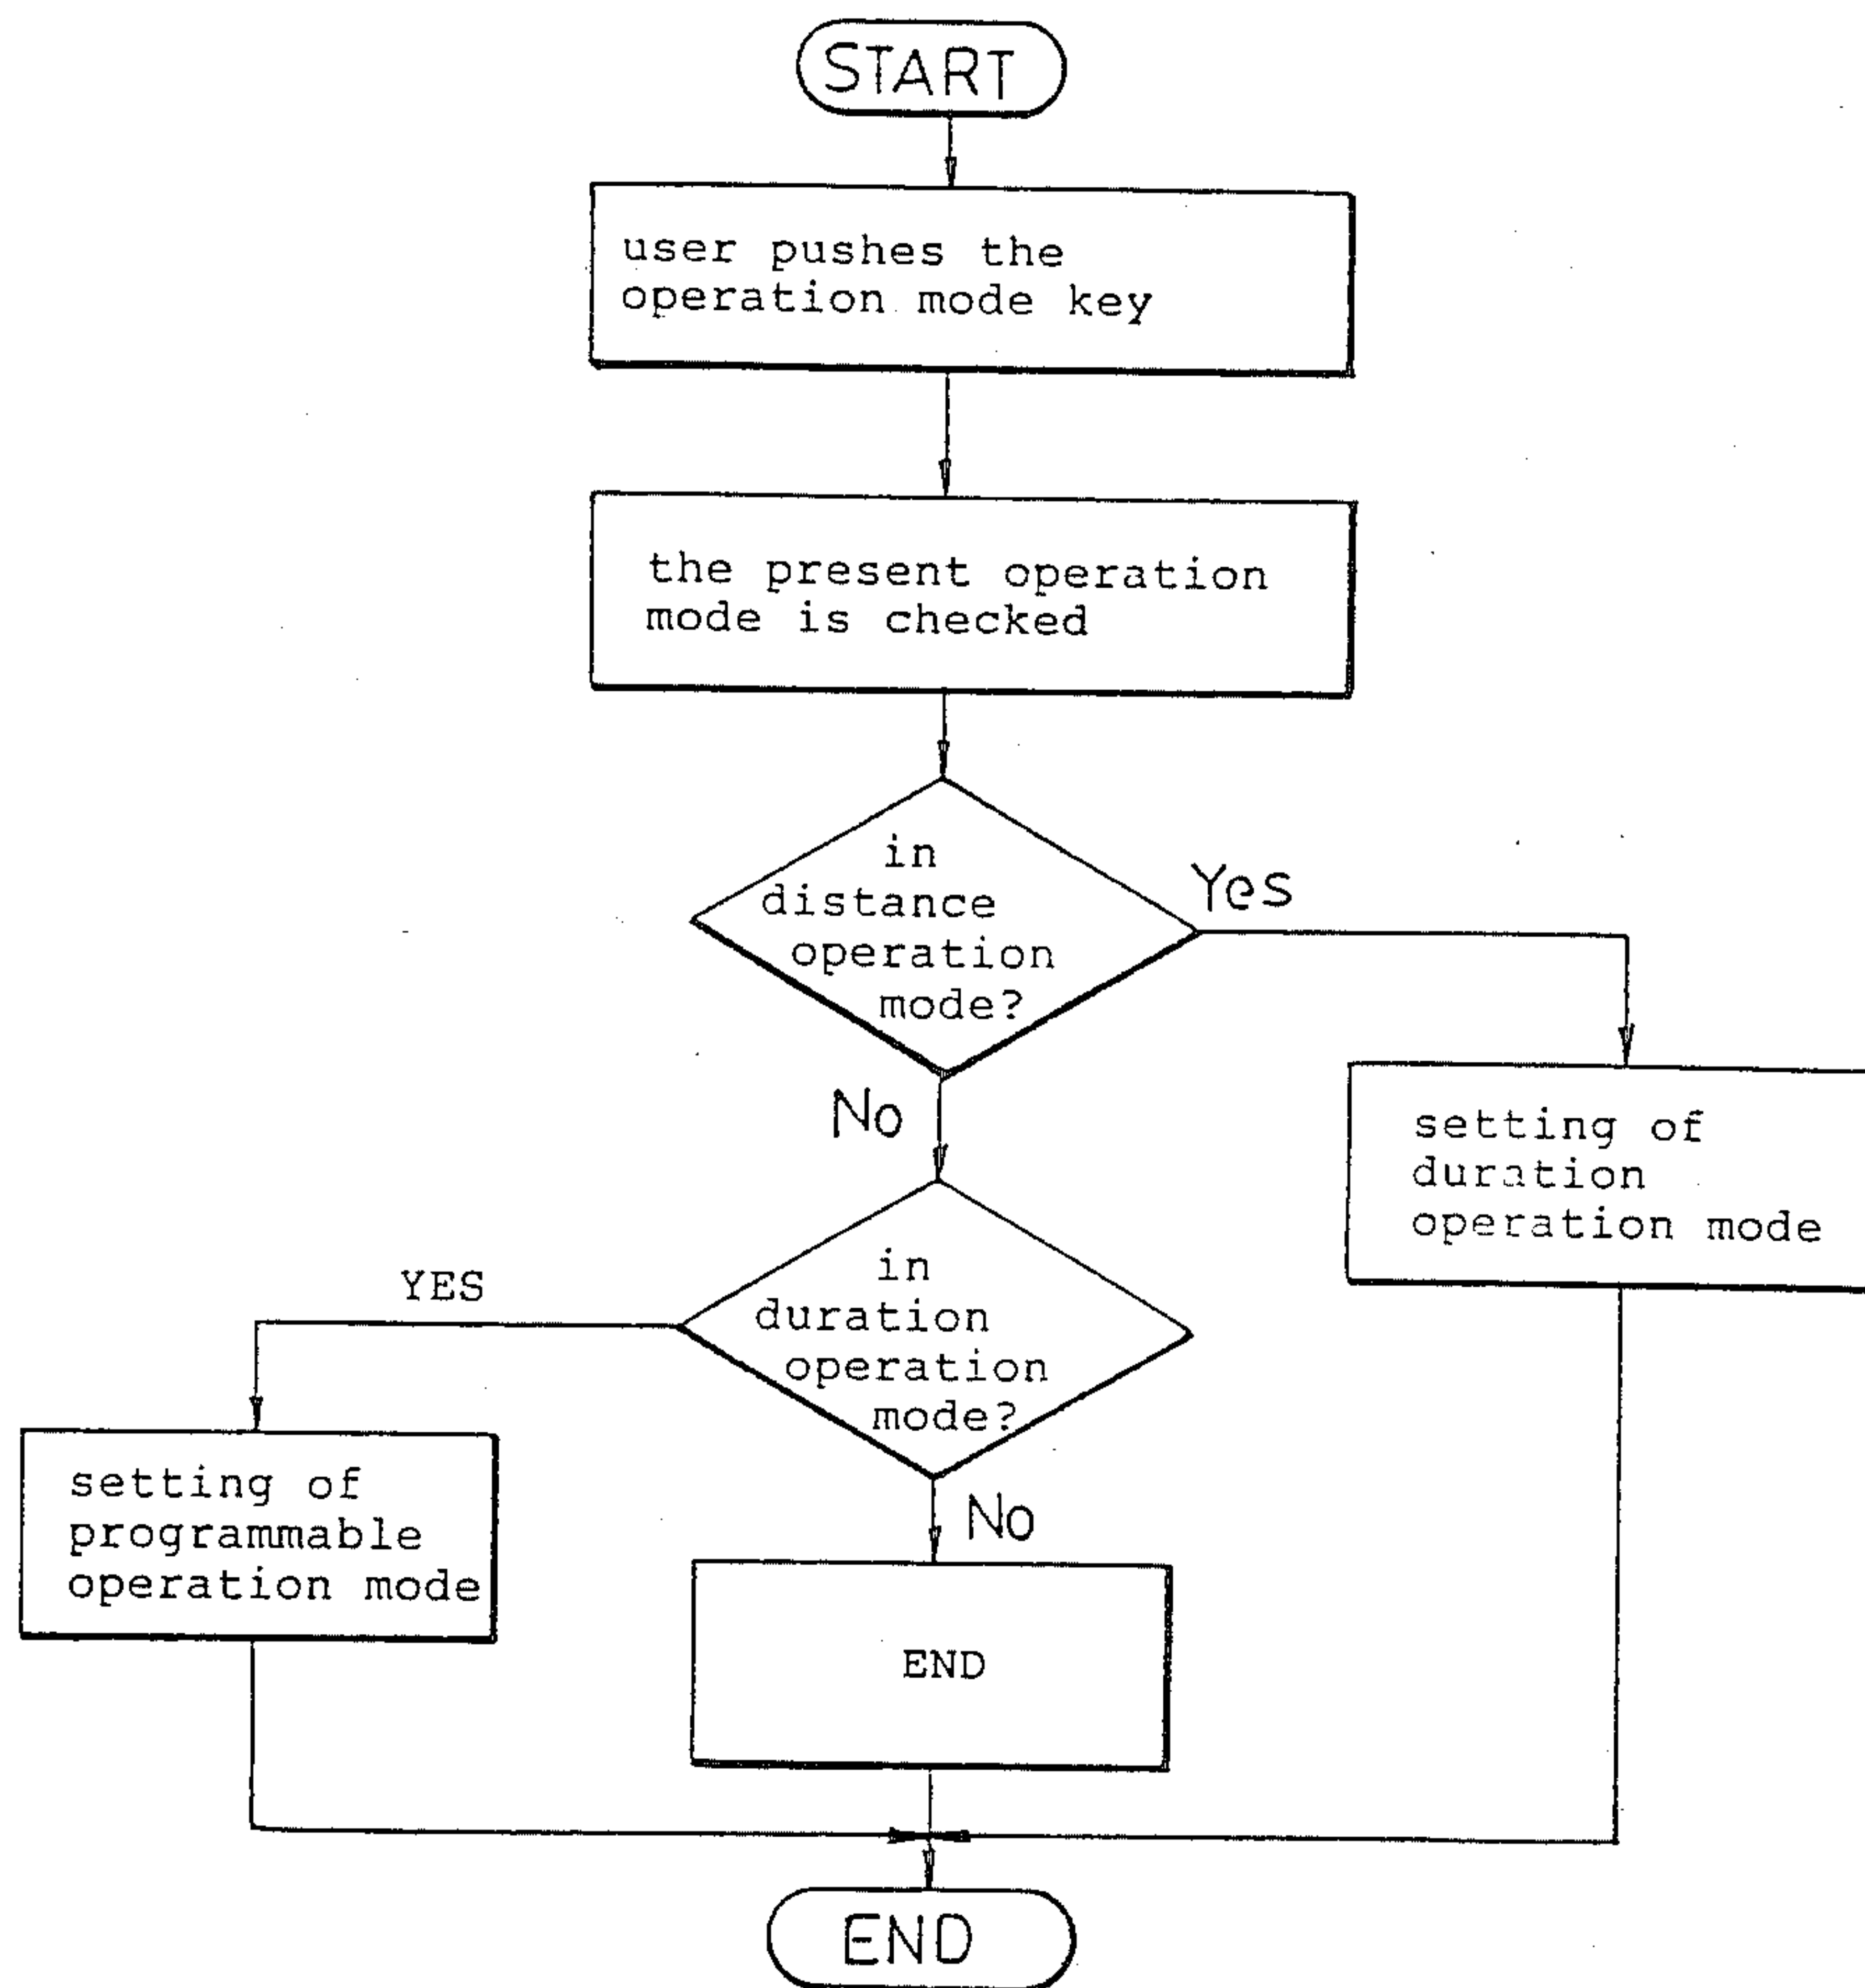 START
user pushes the
operation mode key
the present operation
mode is checked
in
distance
operation
mode?
Yes
No
setting of
duration
operation mode
in
duration
operation
mode?
YES
No
setting of
programmable
operation mode
END
END